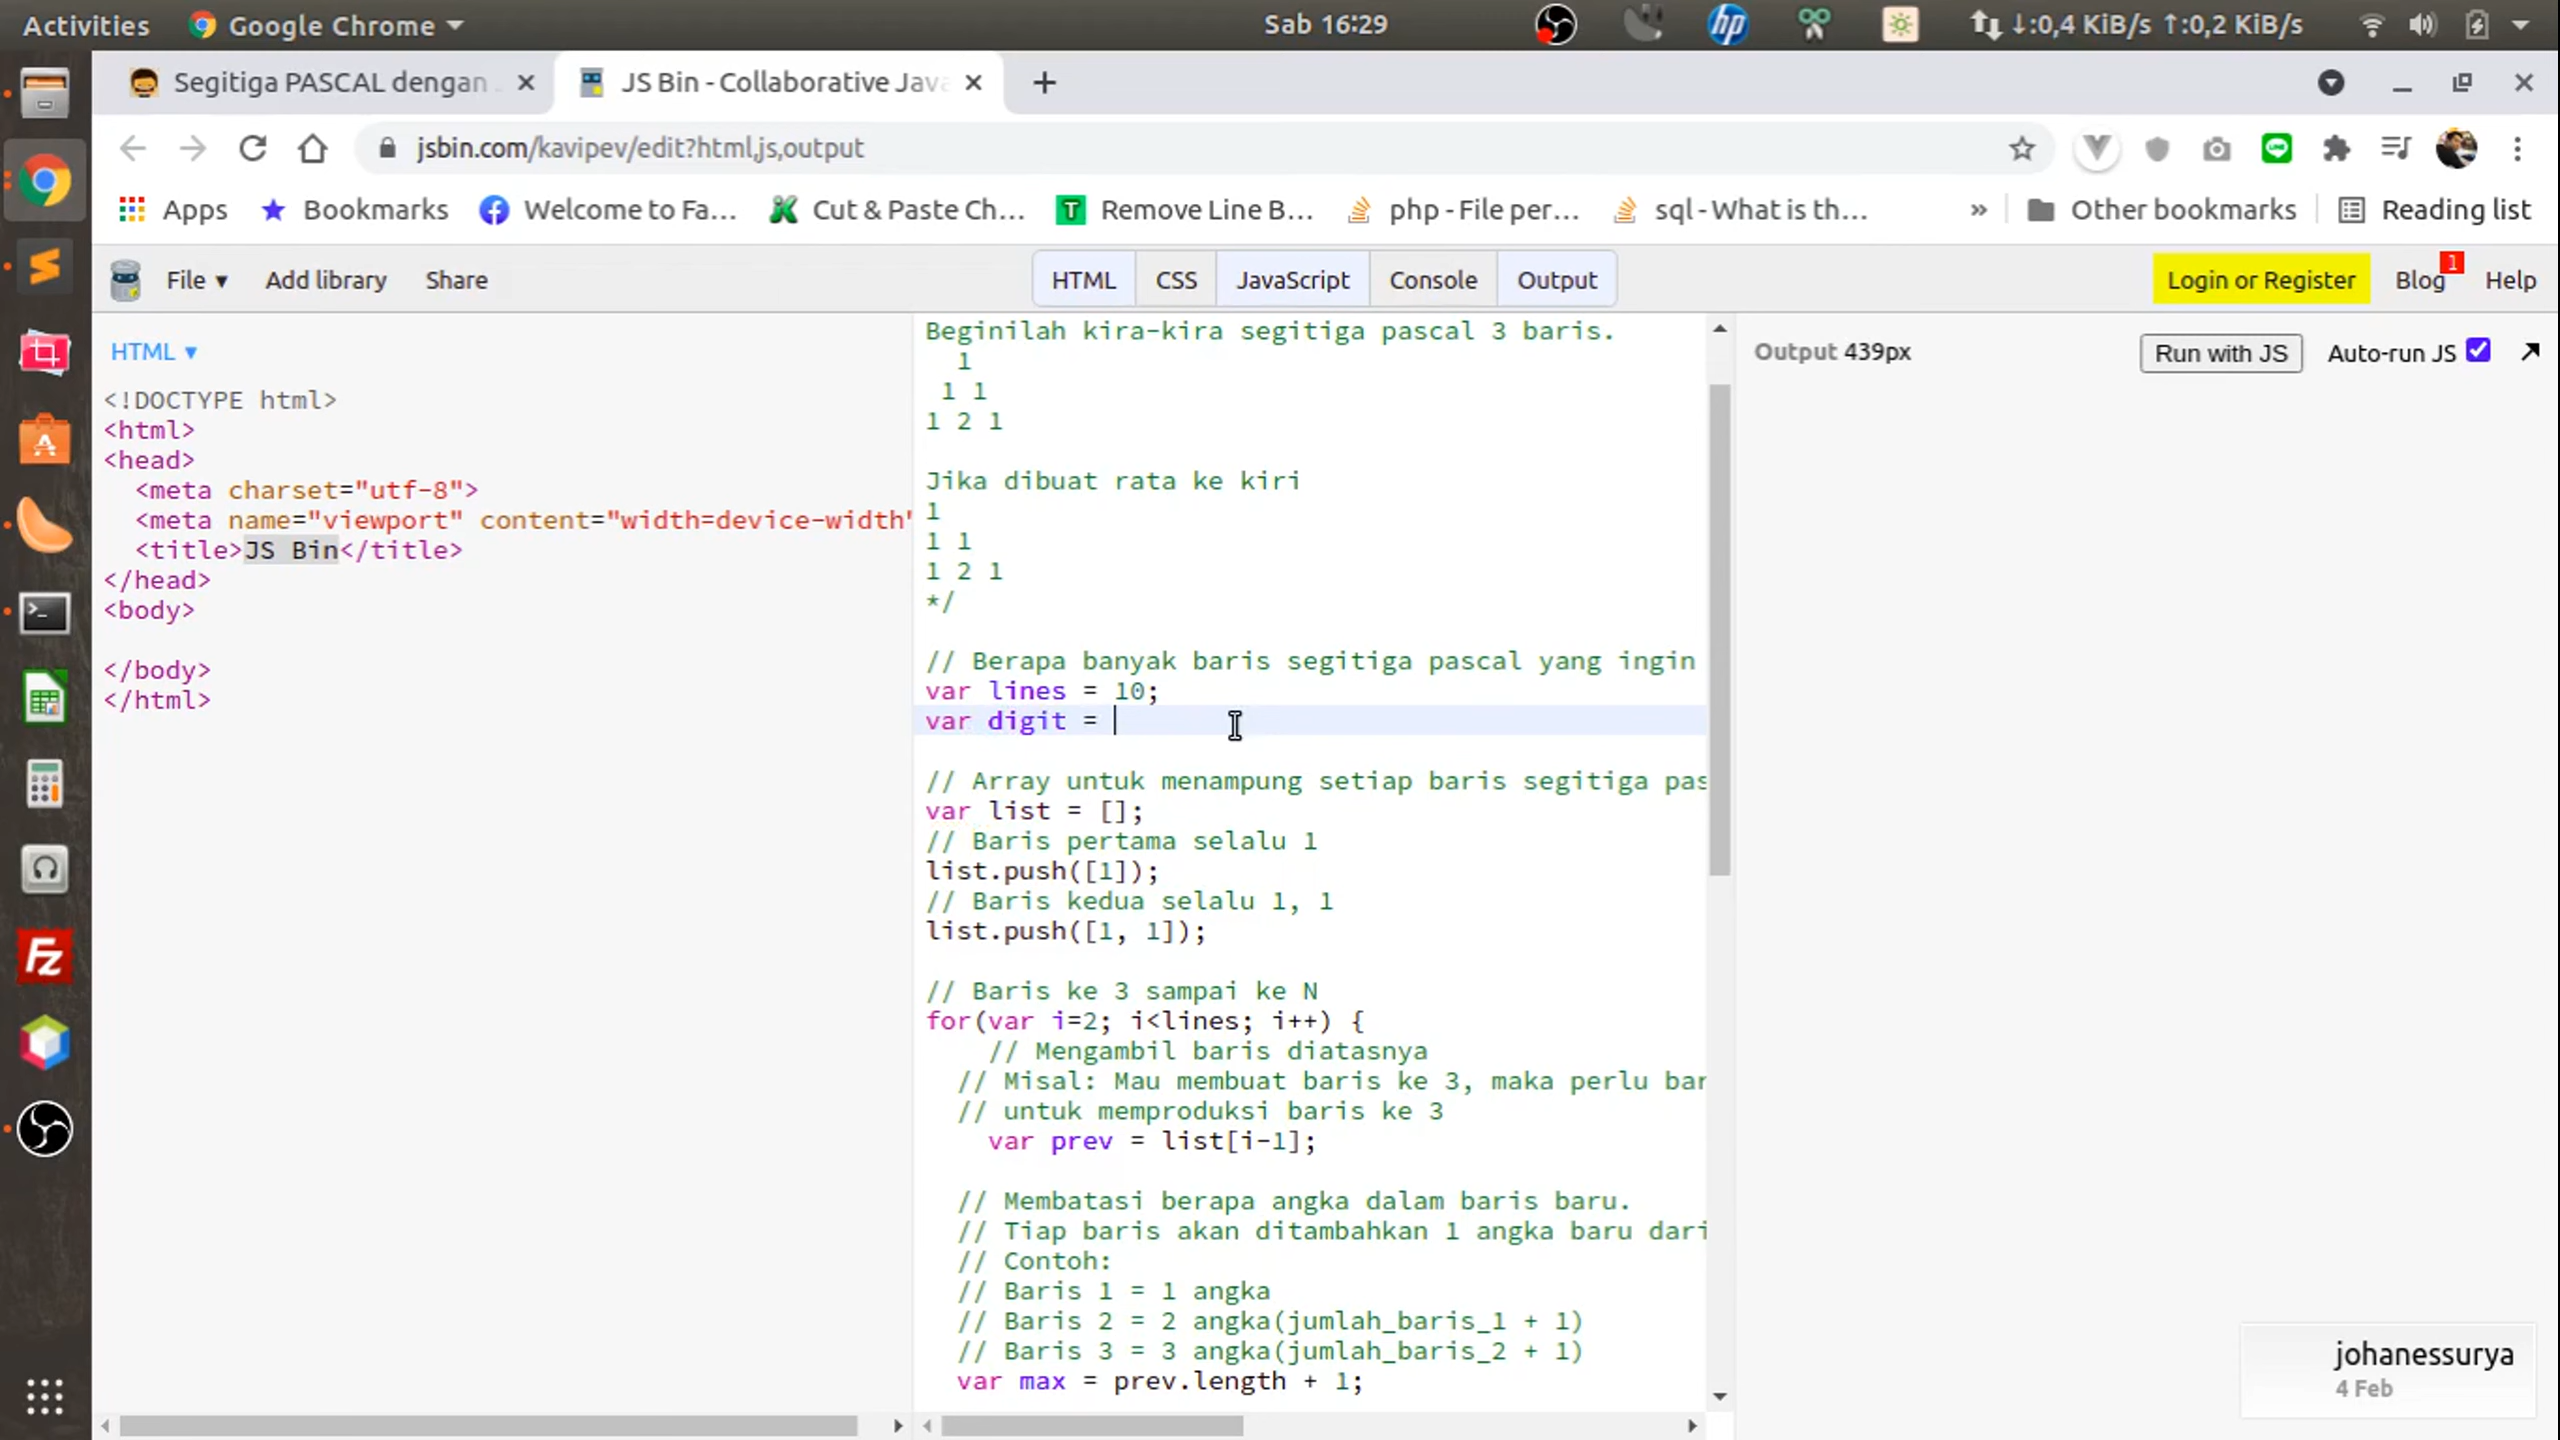 Activities
Google Chrome
Sab 16:29
↓:0,4 KiB/s ↑:0,2 KiB/s
Segitiga PASCAL dengan
JS Bin - Collaborative Java
jsbin.com/kavipev/edit?html,js,output
Apps
Bookmarks
Welcome to Fa...
Cut & Paste Ch...
Remove Line B...
php - File per...
sql - What is th...
»
Other bookmarks
Reading list
File ▾
Add library
Share
HTML
CSS
JavaScript
Console
Output
Login or Register
Blog
1
Help
HTML ▾
<!DOCTYPE html>
<html>
<head>
  <meta charset="utf-8">
  <meta name="viewport" content="width=device-width"
  <title>JS Bin</title>
</head>
<body>
</body>
</html>
Beginilah kira-kira segitiga pascal 3 baris.
  1
 1 1
1 2 1
Jika dibuat rata ke kiri
1
1 1
1 2 1
*/
// Berapa banyak baris segitiga pascal yang ingin
var lines = 10;
var digit =
// Array untuk menampung setiap baris segitiga pas
var list = [];
// Baris pertama selalu 1
list.push([1]);
// Baris kedua selalu 1, 1
list.push([1, 1]);
// Baris ke 3 sampai ke N
for(var i=2; i<lines; i++) {
    // Mengambil baris diatasnya
  // Misal: Mau membuat baris ke 3, maka perlu bar
  // untuk memproduksi baris ke 3
    var prev = list[i-1];
  // Membatasi berapa angka dalam baris baru.
  // Tiap baris akan ditambahkan 1 angka baru dari
  // Contoh:
  // Baris 1 = 1 angka
  // Baris 2 = 2 angka(jumlah_baris_1 + 1)
  // Baris 3 = 3 angka(jumlah_baris_2 + 1)
  var max = prev.length + 1;
Output 439px
Run with JS
Auto-run JS
johanessurya
4 Feb